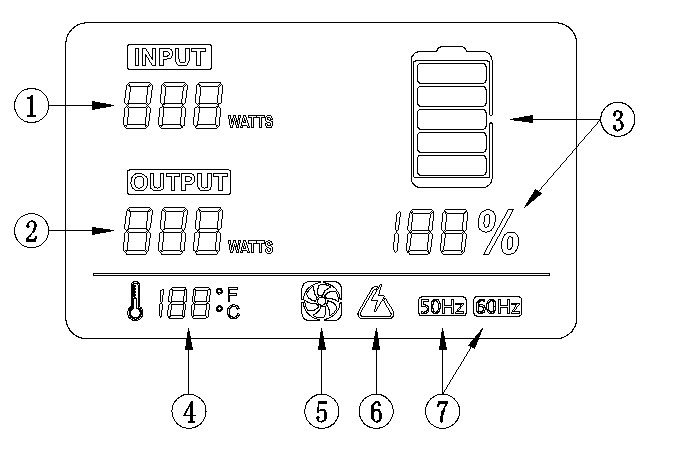 INPUT
① 888 WATTS
③
OUTPUT
② 888 WATTS
188%
188 °F
°C
50Hz 60Hz
④ ⑤ ⑥ ⑦